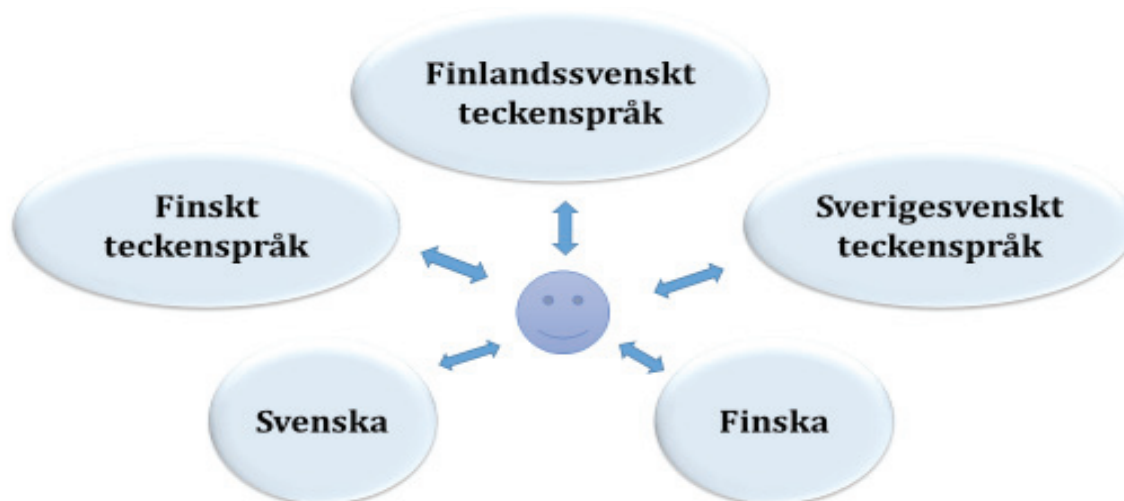 Finlandssvenskt
teckenspråk
Finskt
teckenspråk
Sverigesvenskt
teckenspråk
Svenska
Finska